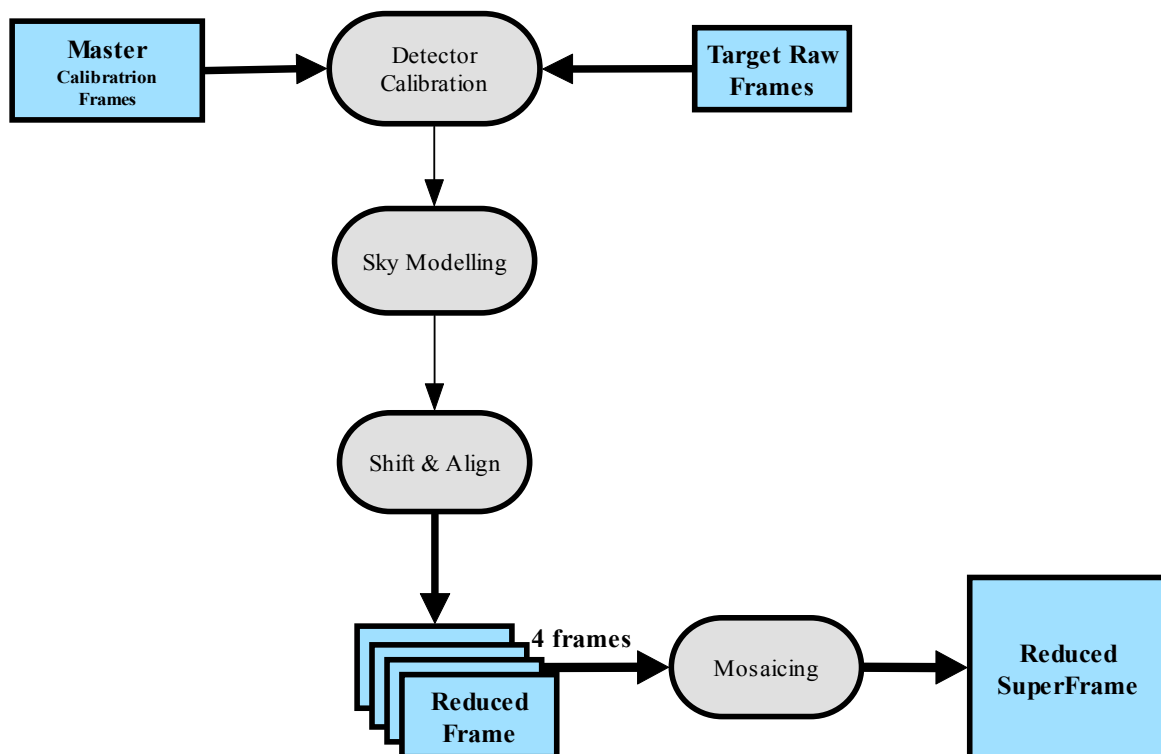 Master
Calibratrion
Frames
Detector
Calibration
Target Raw
Frames
Sky Modelling
Shift & Align
4 frames
Reduced
Frame
Mosaicing
Reduced
SuperFrame